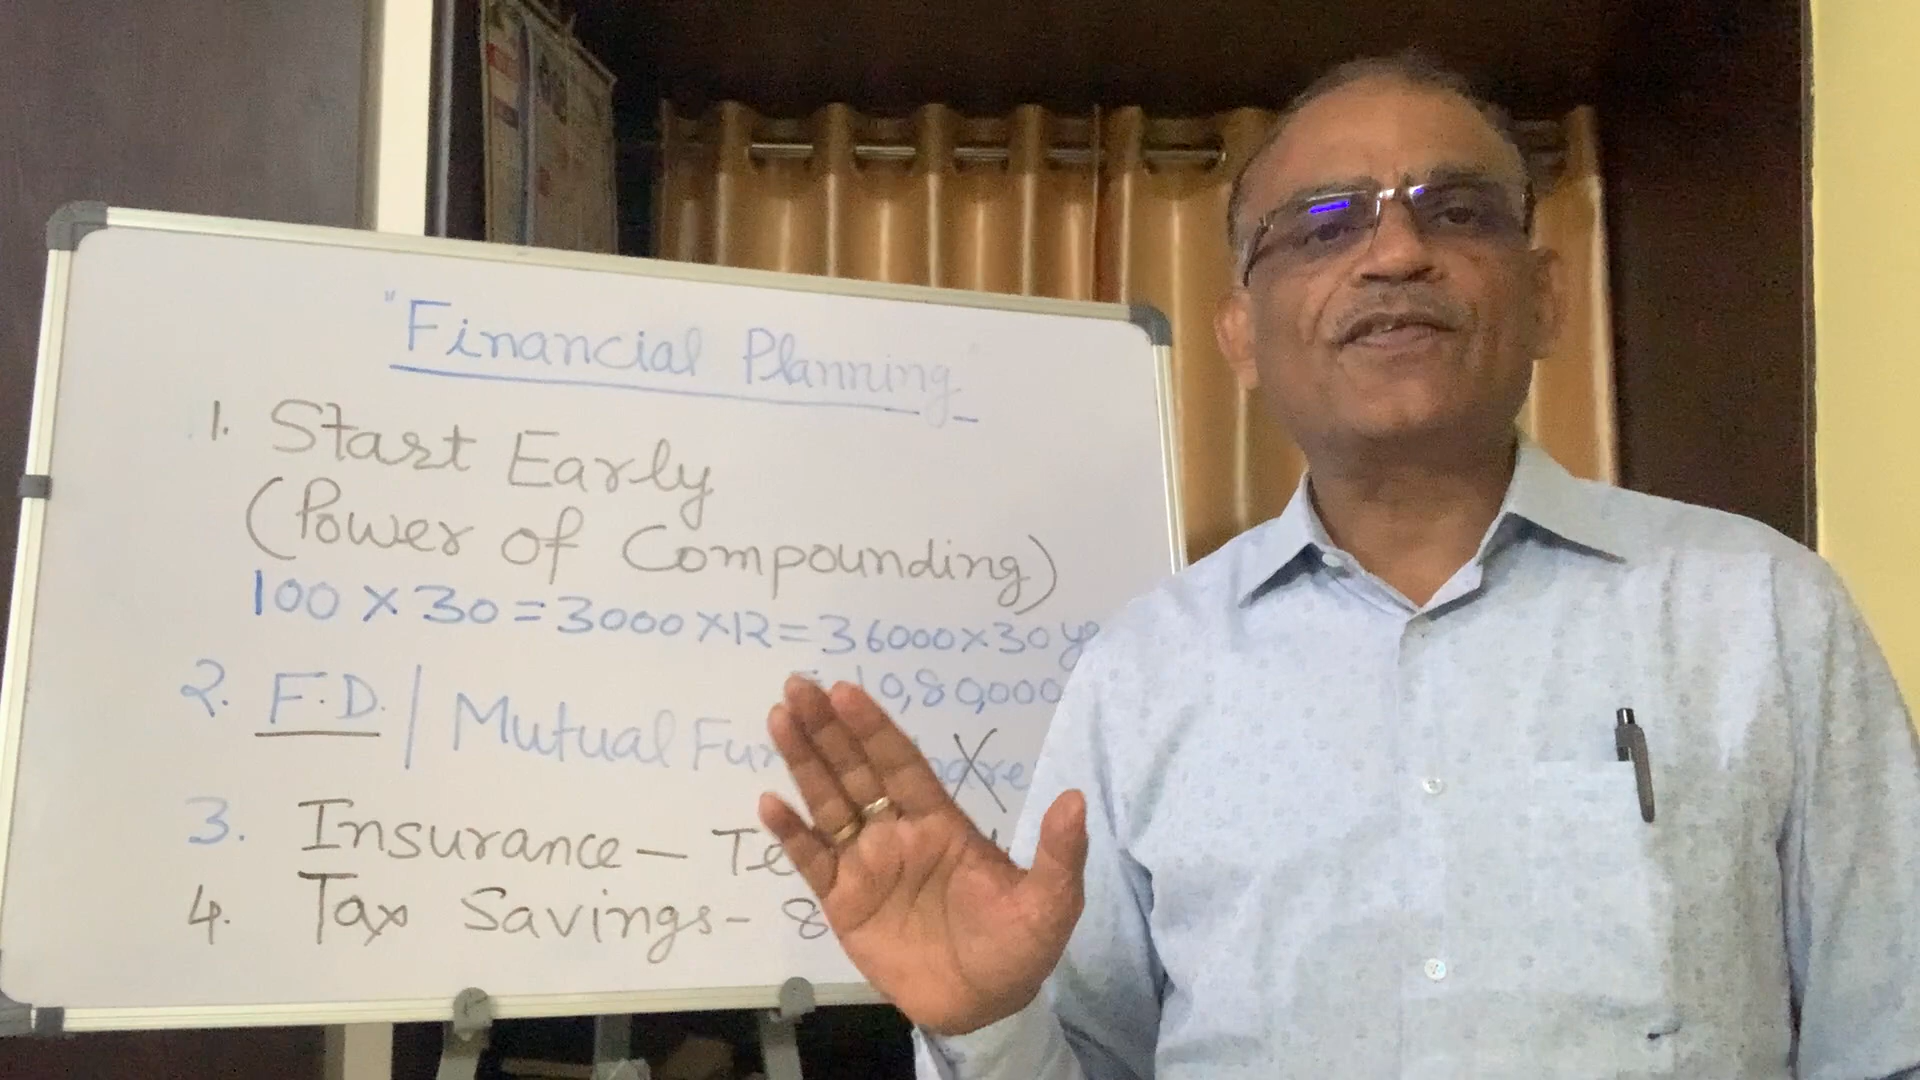 "Financial Planning"
1. Start Early
(Power of Compounding)
100 × 30 = 3000 × 12 = 36000 × 30
= 10,80,000
2. F.D. / Mutual
3. Insurance -
4. Tax Savings - 8